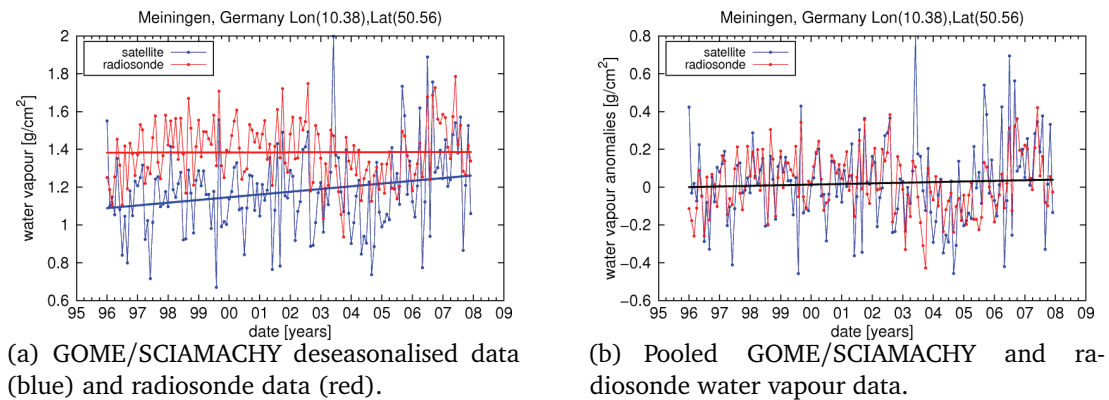 Meiningen, Germany Lon(10.38),Lat(50.56)
2
1.8
1.6
1.4
1.2
1
0.8
0.6
water vapour [g/cm²]
satellite
radiosonde
95 96 97 98 99 00 01 02 03 04 05 06 07 08 09
date [years]
(a) GOME/SCIAMACHY deseasonalised data
(blue) and radiosonde data (red).
Meiningen, Germany Lon(10.38),Lat(50.56)
0.8
0.6
0.4
0.2
0
−0.2
−0.4
−0.6
water vapour anomalies [g/cm²]
satellite
radiosonde
95 96 97 98 99 00 01 02 03 04 05 06 07 08 09
date [years]
(b) Pooled GOME/SCIAMACHY and ra-
diosonde water vapour data.